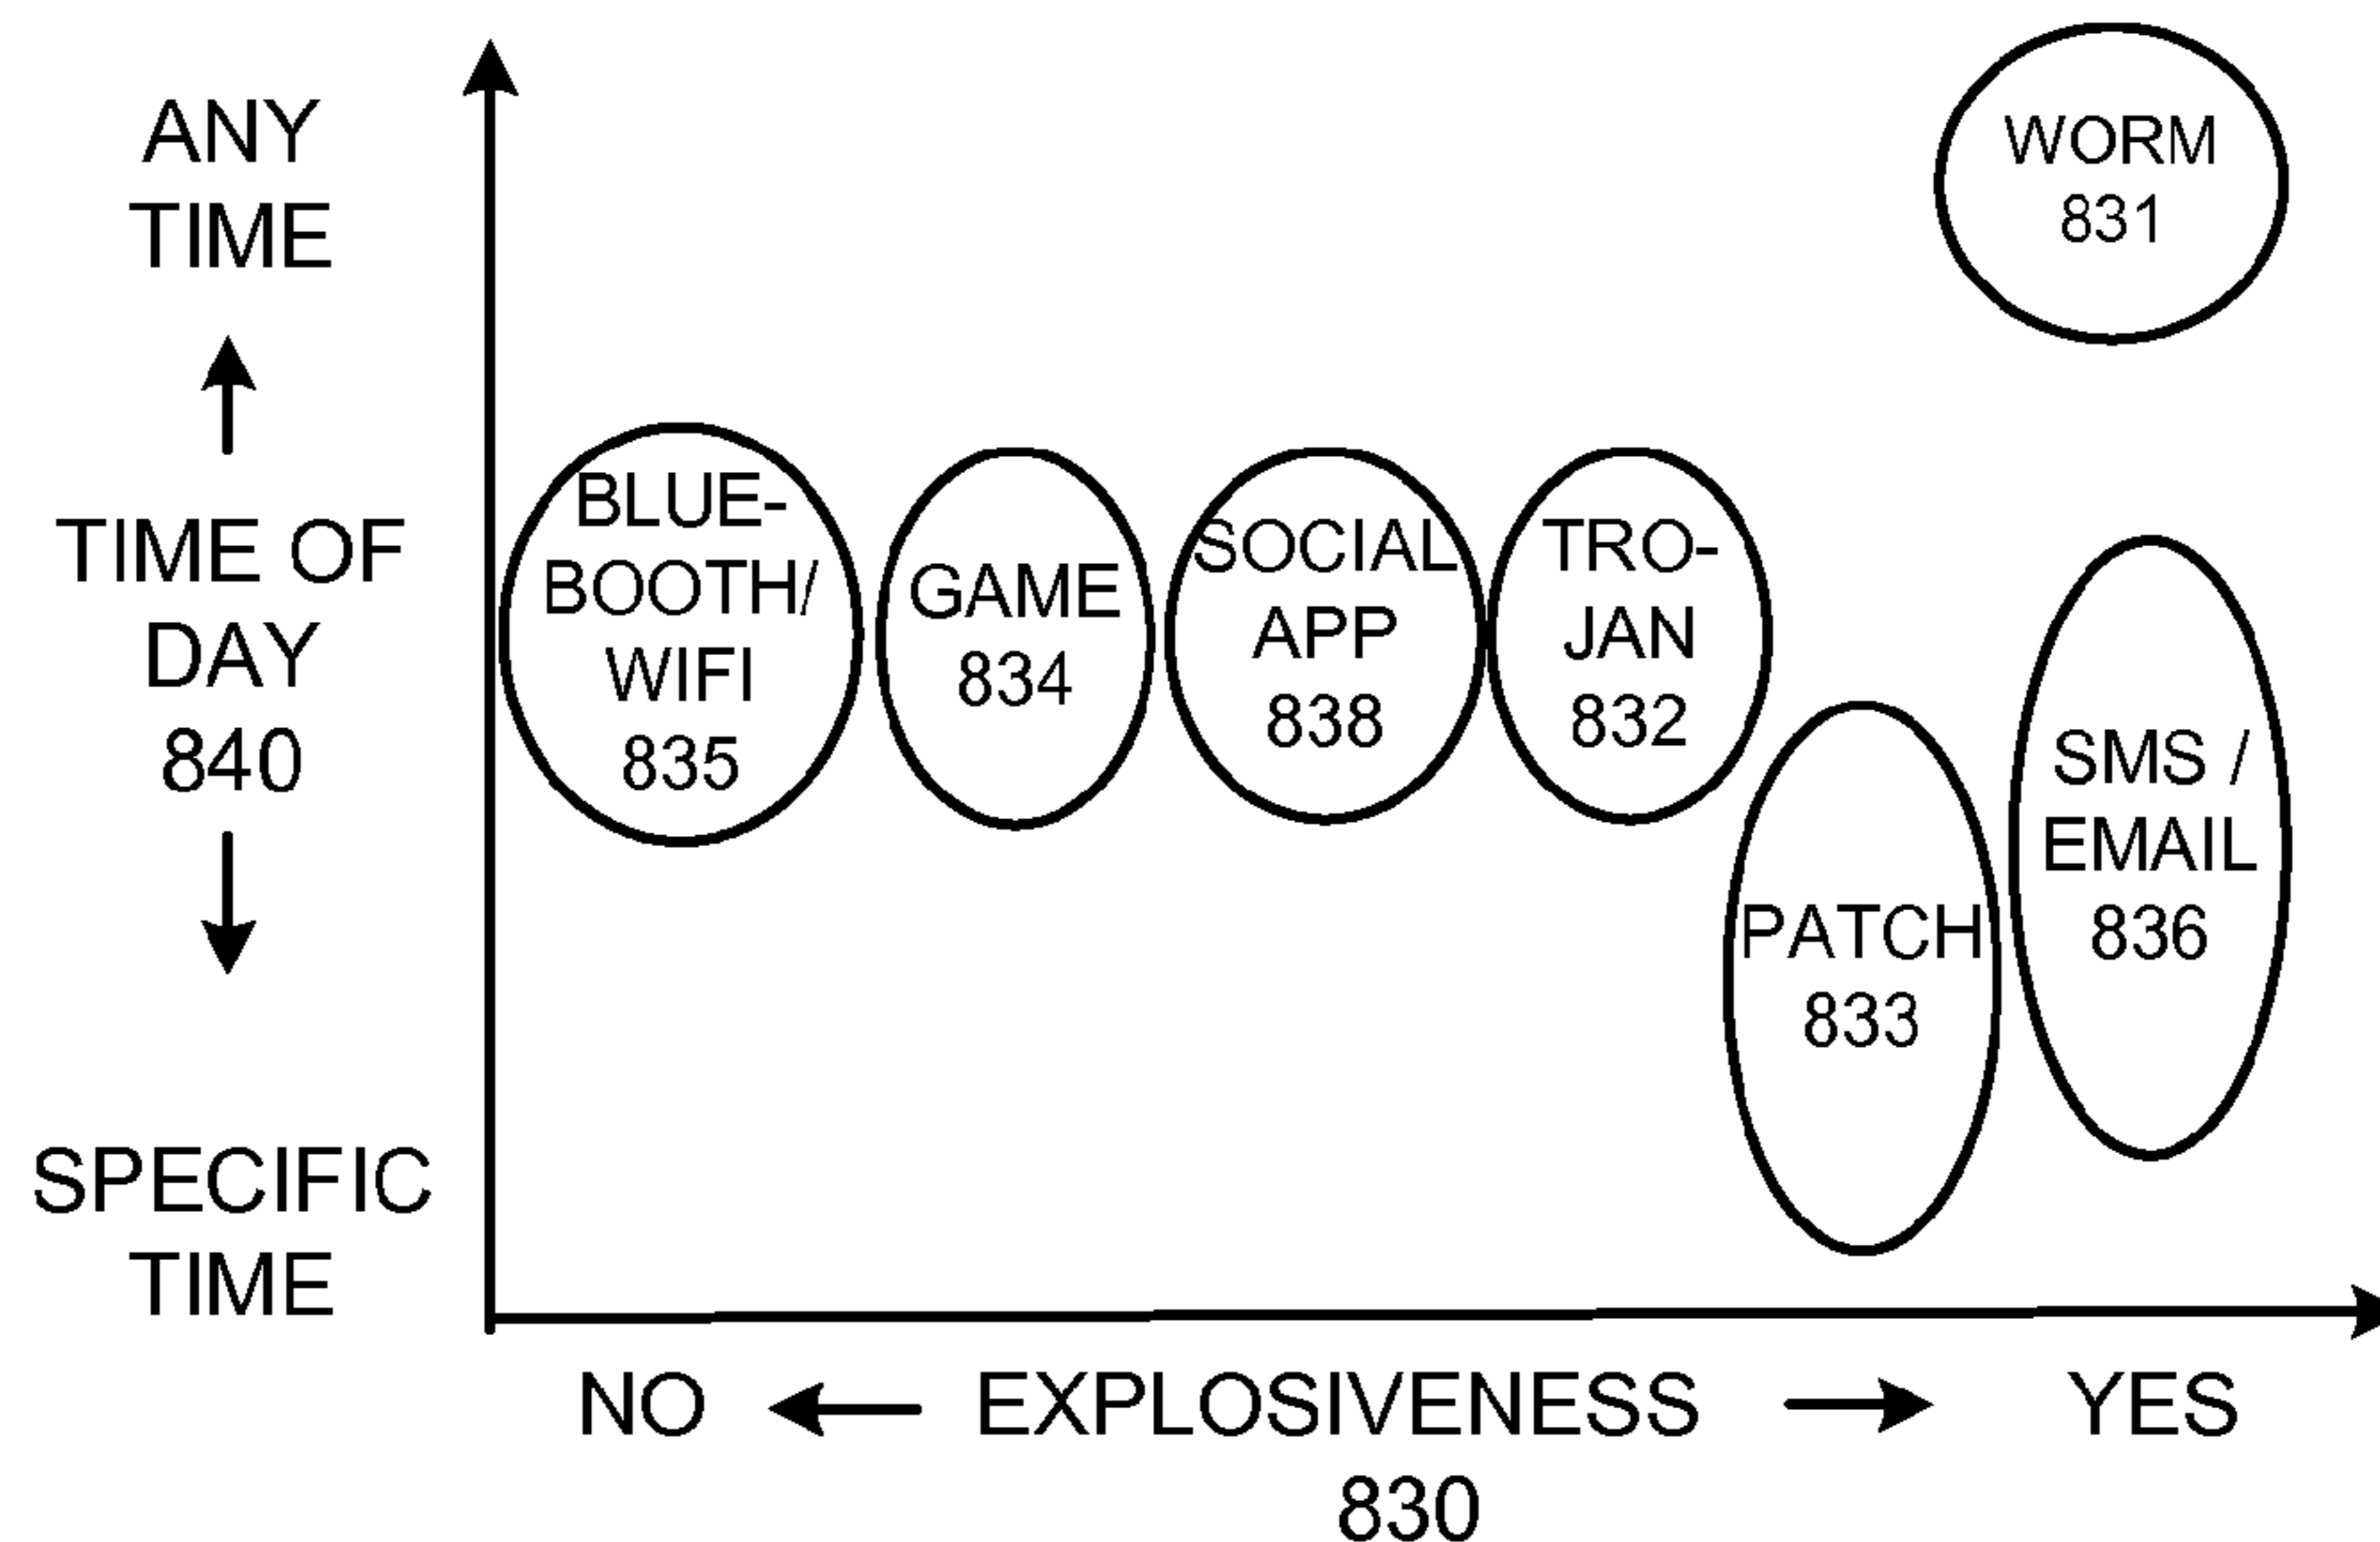 ANY
TIME
TIME OF
DAY
840
SPECIFIC
TIME
WORM
831
BLUE-
BOOTH/
WIFI
835
GAME
834
SOCIAL
APP
838
TRO-
JAN
832
PATCH
833
SMS /
EMAIL
836
NO EXPLOSIVENESS YES
830